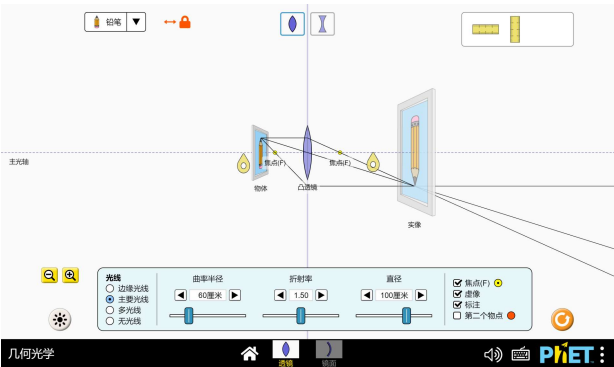 铅笔
主光轴
焦点(F)
焦点(F)
物体
凸透镜
实像
光线
边缘光线
主要光线
多光线
无光线
曲率半径
60厘米
折射率
1.50
直径
100厘米
焦点(F)
虚像
标注
第二个物点
几何光学
透镜
镜面
PhET